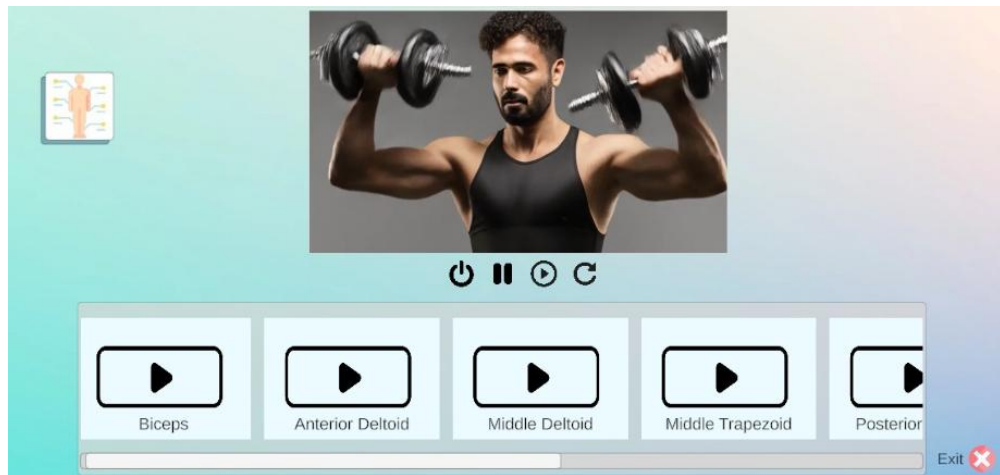 Biceps
Anterior Deltoid
Middle Deltoid
Middle Trapezoid
Posterior
Exit